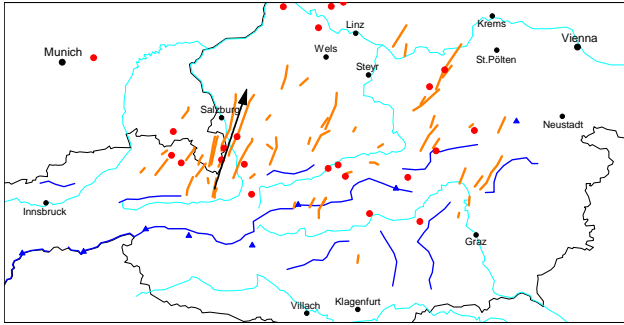 Krems
Linz
Vienna
Munich
Wels
St.Pölten
Steyr
Salzburg
Neustadt
Innsbruck
Graz
Villach
Klagenfurt